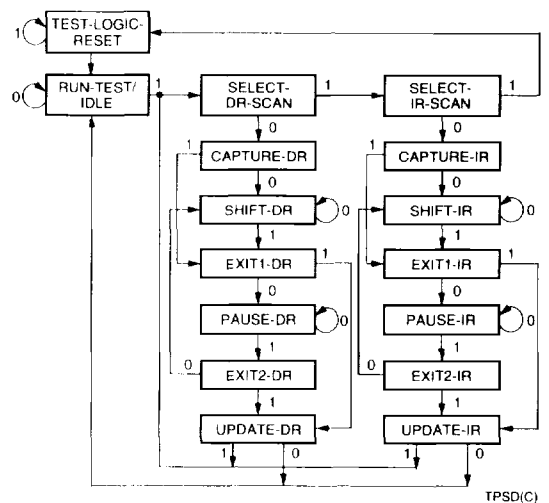 TEST-LOGIC-
RESET
1
RUN-TEST/
IDLE
0
1
SELECT-
DR-SCAN
1
SELECT-
IR-SCAN
1
0
0
1
CAPTURE-DR
1
CAPTURE-IR
0
0
SHIFT-DR
0
SHIFT-IR
0
1
1
EXIT1-DR
1
EXIT1-IR
1
0
0
PAUSE-DR
0
PAUSE-IR
0
1
1
0
EXIT2-DR
0
EXIT2-IR
1
1
UPDATE-DR
UPDATE-IR
1
0
1
0
TPSD(C)